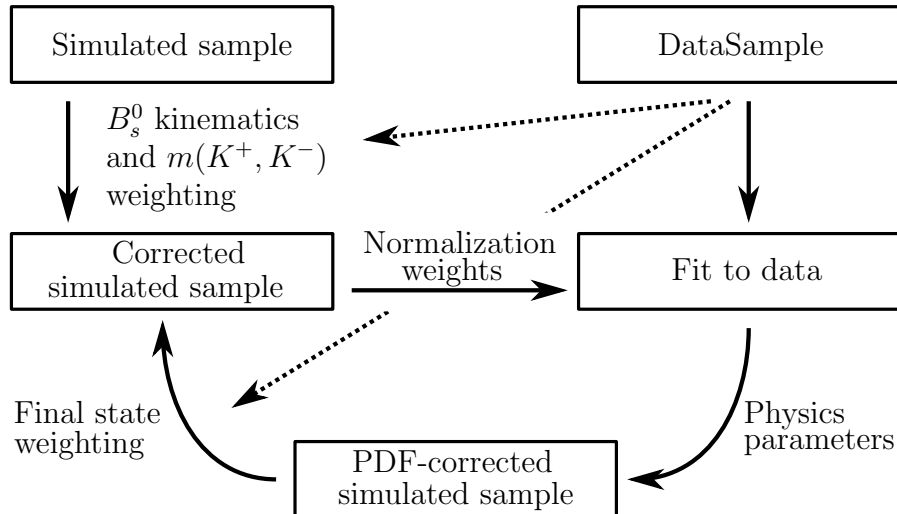 Simulated sample
DataSample
$B_s^0$ kinematics
and $m(K^+, K^-)$
weighting
Normalization
weights
Corrected
simulated sample
Fit to data
Final state
weighting
Physics
parameters
PDF-corrected
simulated sample